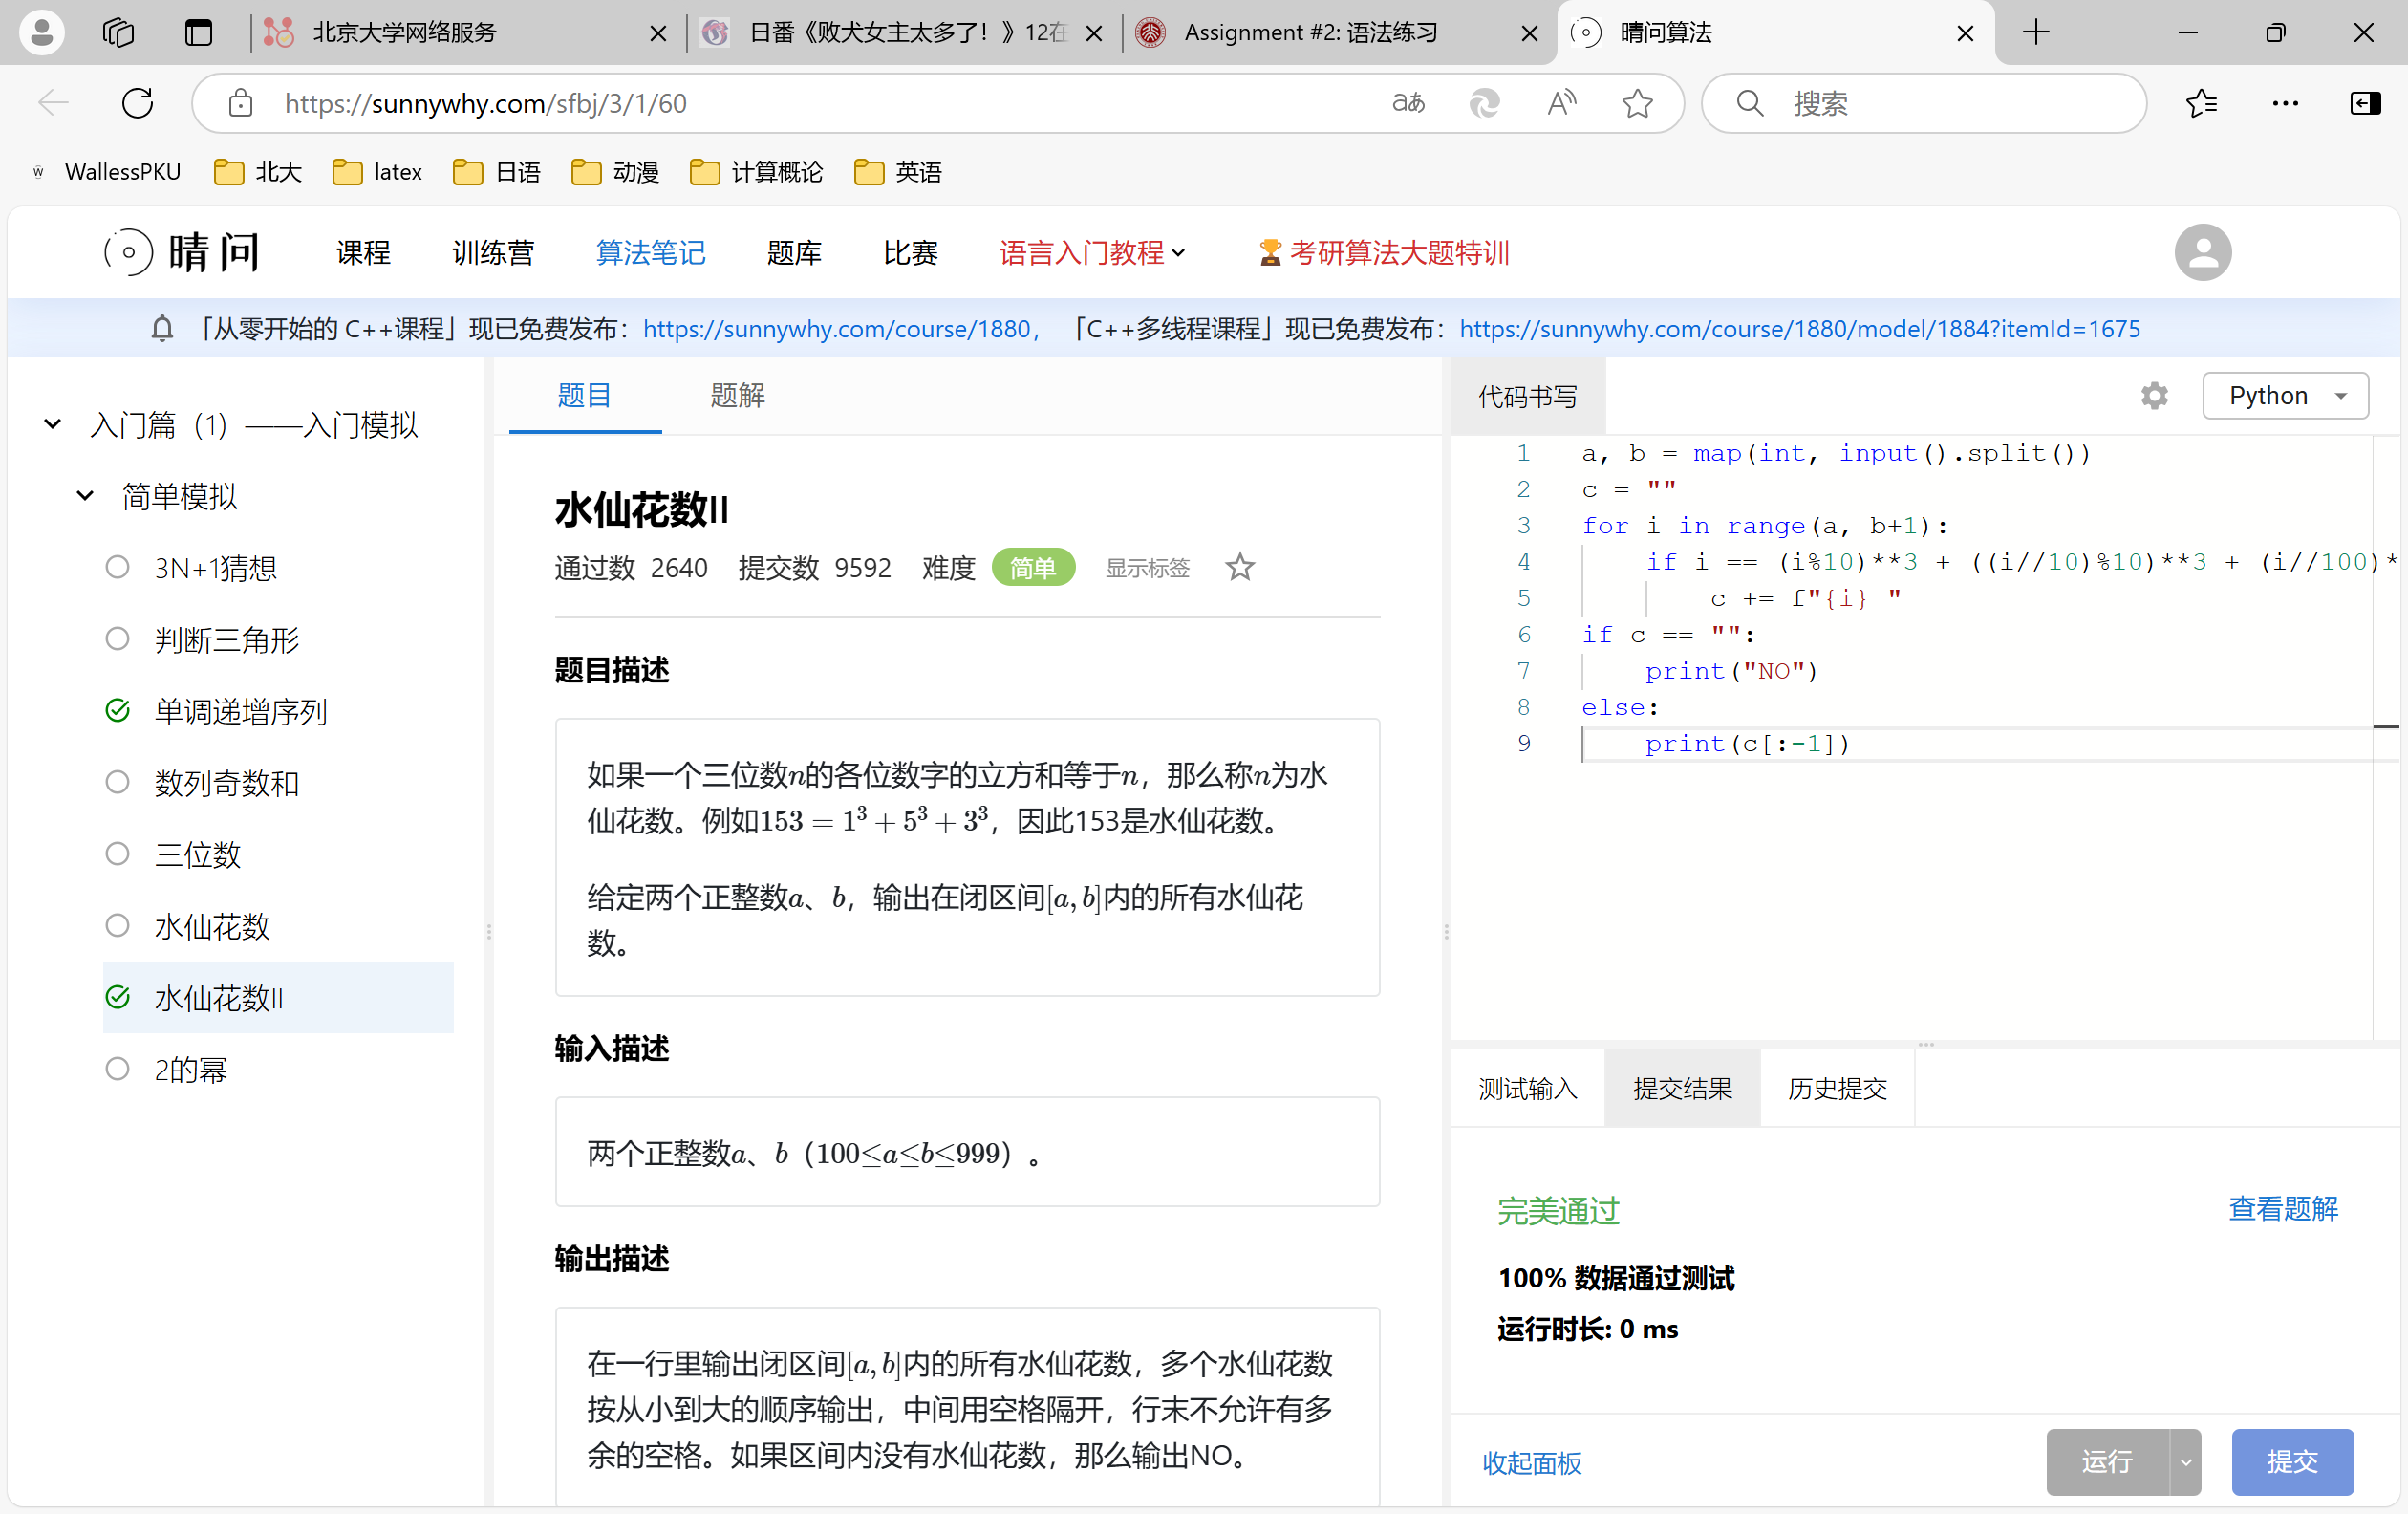 北京大学网络服务
日番《败犬女主太多了！》12在
Assignment #2: 语法练习
晴问算法
https://sunnywhy.com/sfbj/3/1/60
搜索
WallessPKU
北大
latex
日语
动漫
计算概论
英语
晴问
课程
训练营
算法笔记
题库
比赛
语言入门教程
考研算法大题特训
「从零开始的 C++课程」现已免费发布：https://sunnywhy.com/course/1880， 「C++多线程课程」现已免费发布：https://sunnywhy.com/course/1880/model/1884?itemId=1675
入门篇（1）——入门模拟
简单模拟
3N+1猜想
判断三角形
单调递增序列
数列奇数和
三位数
水仙花数
水仙花数II
2的幂
题目
题解
水仙花数II
通过数 2640 提交数 9592 难度 简单 显示标签
题目描述
如果一个三位数n的各位数字的立方和等于n，那么称n为水
仙花数。例如153 = 1³ + 5³ + 3³，因此153是水仙花数。
给定两个正整数a、b，输出在闭区间[a, b]内的所有水仙花
数。
输入描述
两个正整数a、b（100≤a≤b≤999）。
输出描述
在一行里输出闭区间[a, b]内的所有水仙花数，多个水仙花数
按从小到大的顺序输出，中间用空格隔开，行末不允许有多
余的空格。如果区间内没有水仙花数，那么输出NO。
代码书写
Python
1 a, b = map(int, input().split())
2 c = ""
3 for i in range(a, b+1):
4     if i == (i%10)**3 + ((i//10)%10)**3 + (i//100)*
5         c += f"{i} "
6 if c == "":
7     print("NO")
8 else:
9     print(c[:-1])
测试输入
提交结果
历史提交
完美通过
查看题解
100% 数据通过测试
运行时长: 0 ms
收起面板
运行
提交